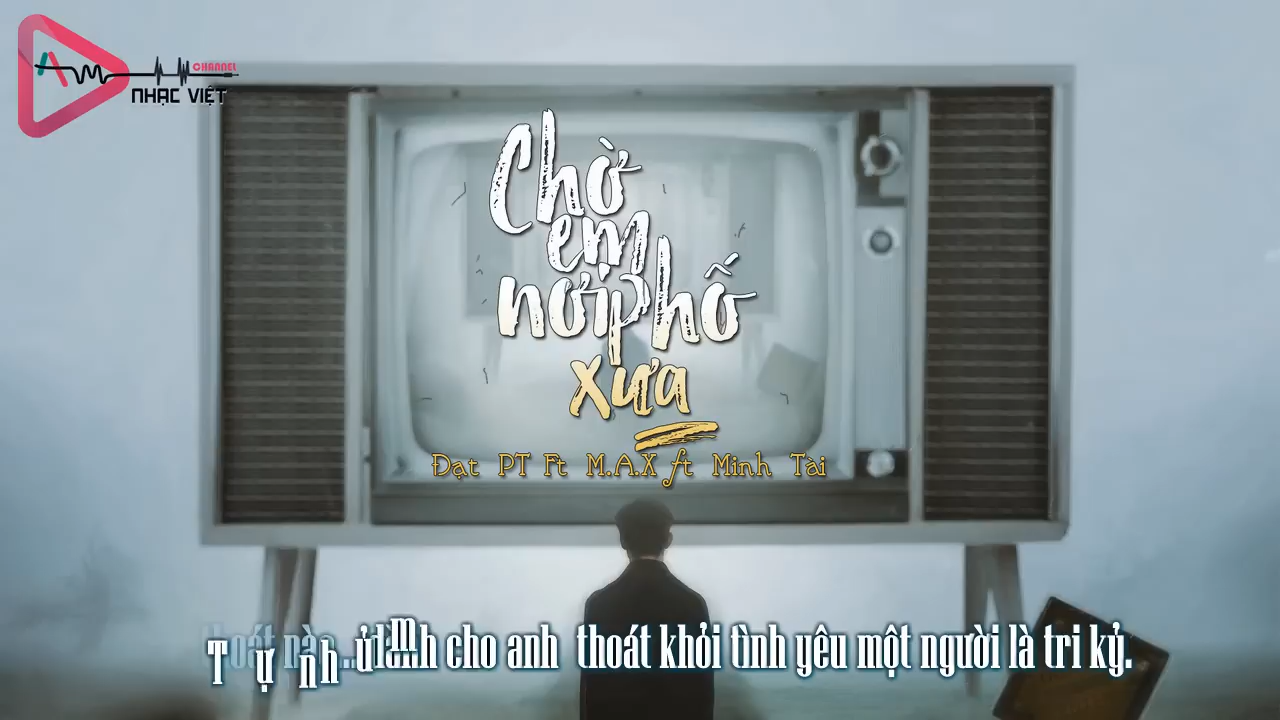 AM
CHANNEL
NHẠC VIỆT
Chờ
em
nơi phố
xưa
Đạt PT Ft M.A.X ft Minh Tài
cho anh thoát khỏi tình yêu một người là tri kỷ.